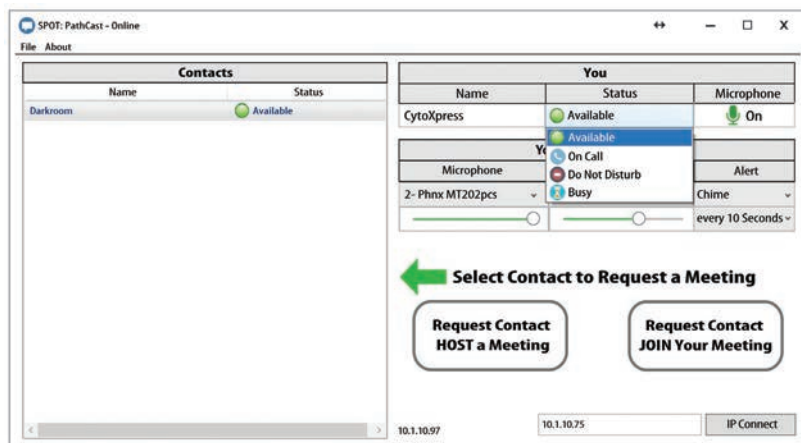 SPOT: PathCast - Online
File About
Contacts
Name Status
Darkroom Available
You
Name Status Microphone
CytoXpress Available On
Available
On Call
Do Not Disturb
Busy
Microphone Alert
2- Phnx MT202pcs Chime
every 10 Seconds
Select Contact to Request a Meeting
Request Contact
HOST a Meeting
Request Contact
JOIN Your Meeting
10.1.10.97 10.1.10.75 IP Connect